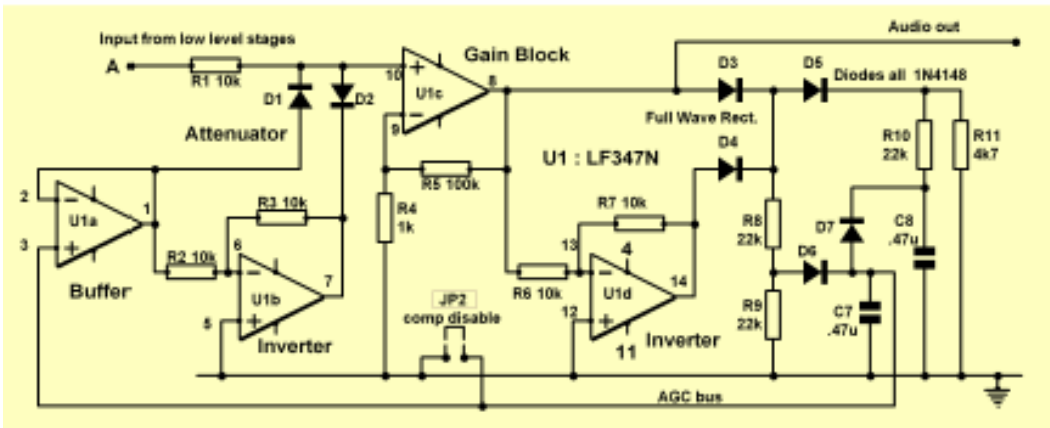 Audio out
Input from low level stages
A
R1 10k
D1
D2
Attenuator
Gain Block
10
U1c
8
9
D3
D5
Diodes all 1N4148
Full Wave Rect.
D4
U1 : LF347N
R10
22k
R11
4k7
R5 100k
R4
1k
2
U1a
1
3
Buffer
R3 10k
R2 10k
6
U1b
7
5
Inverter
JP2
comp disable
R7 10k
13
4
R6 10k
U1d
14
12
11
Inverter
R8
22k
D7
C8
.47u
D6
R9
22k
C7
.47u
AGC bus